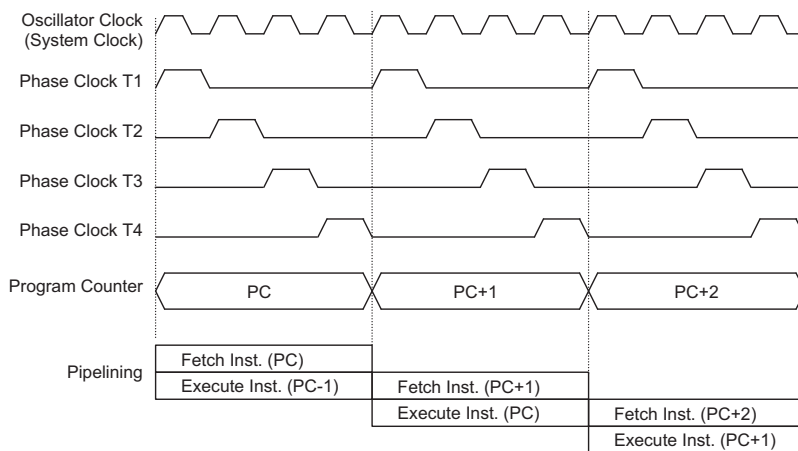 Oscillator Clock
(System Clock)
Phase Clock T1
Phase Clock T2
Phase Clock T3
Phase Clock T4
Program Counter
PC
PC+1
PC+2
Pipelining
Fetch Inst. (PC)
Execute Inst. (PC-1)
Fetch Inst. (PC+1)
Execute Inst. (PC)
Fetch Inst. (PC+2)
Execute Inst. (PC+1)